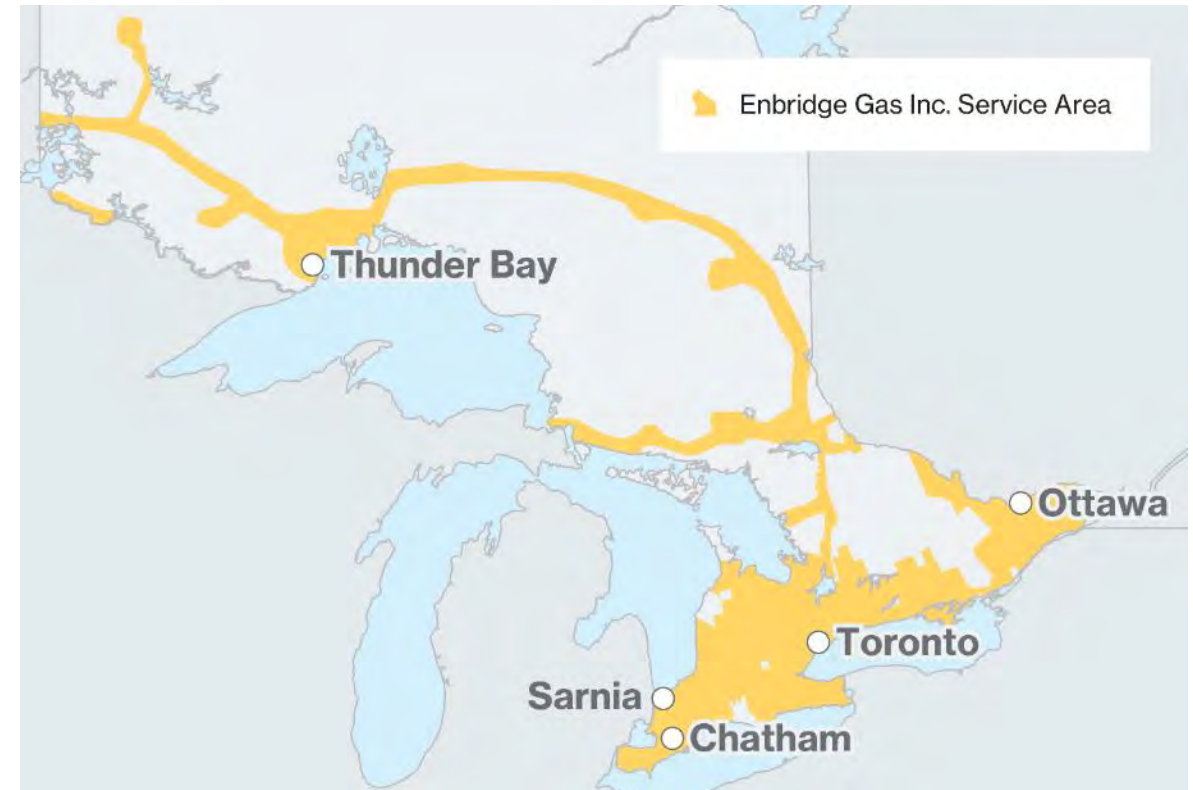 Enbridge Gas Inc. Service Area
Thunder Bay
Ottawa
Toronto
Sarnia
Chatham